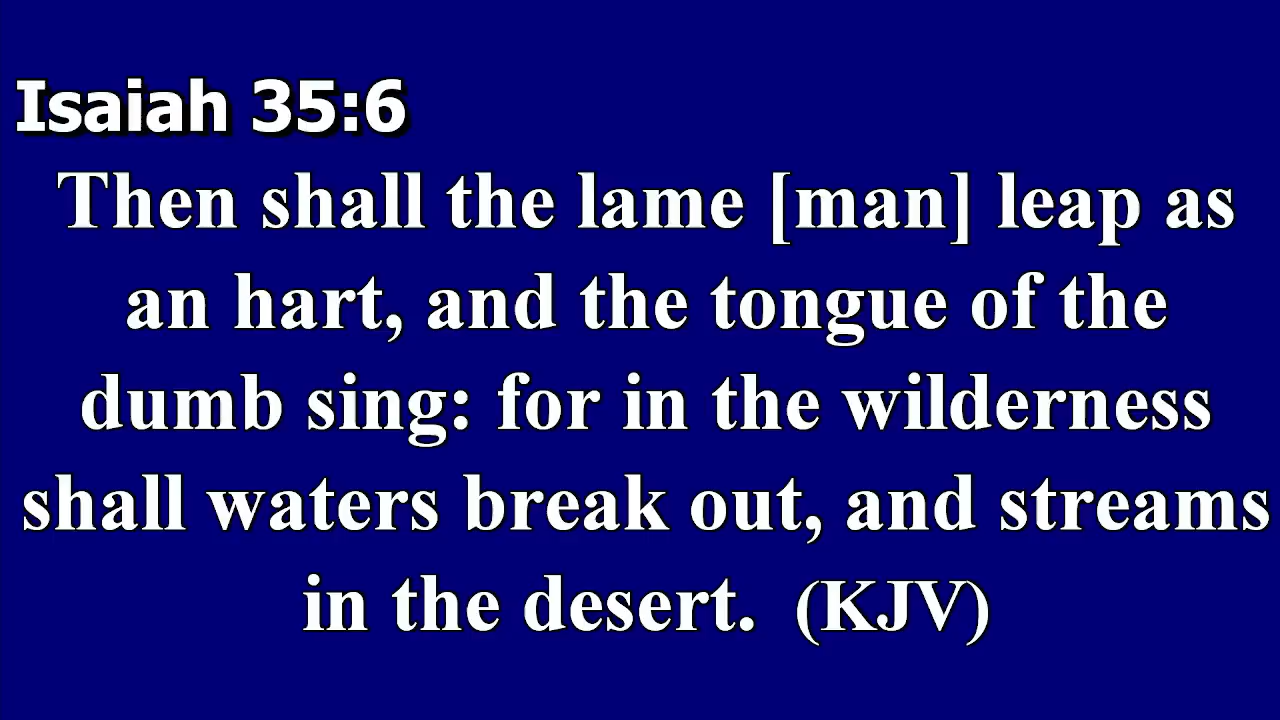 Isaiah 35:6
Then shall the lame [man] leap as
an hart, and the tongue of the
dumb sing: for in the wilderness
shall waters break out, and streams
in the desert. (KJV)